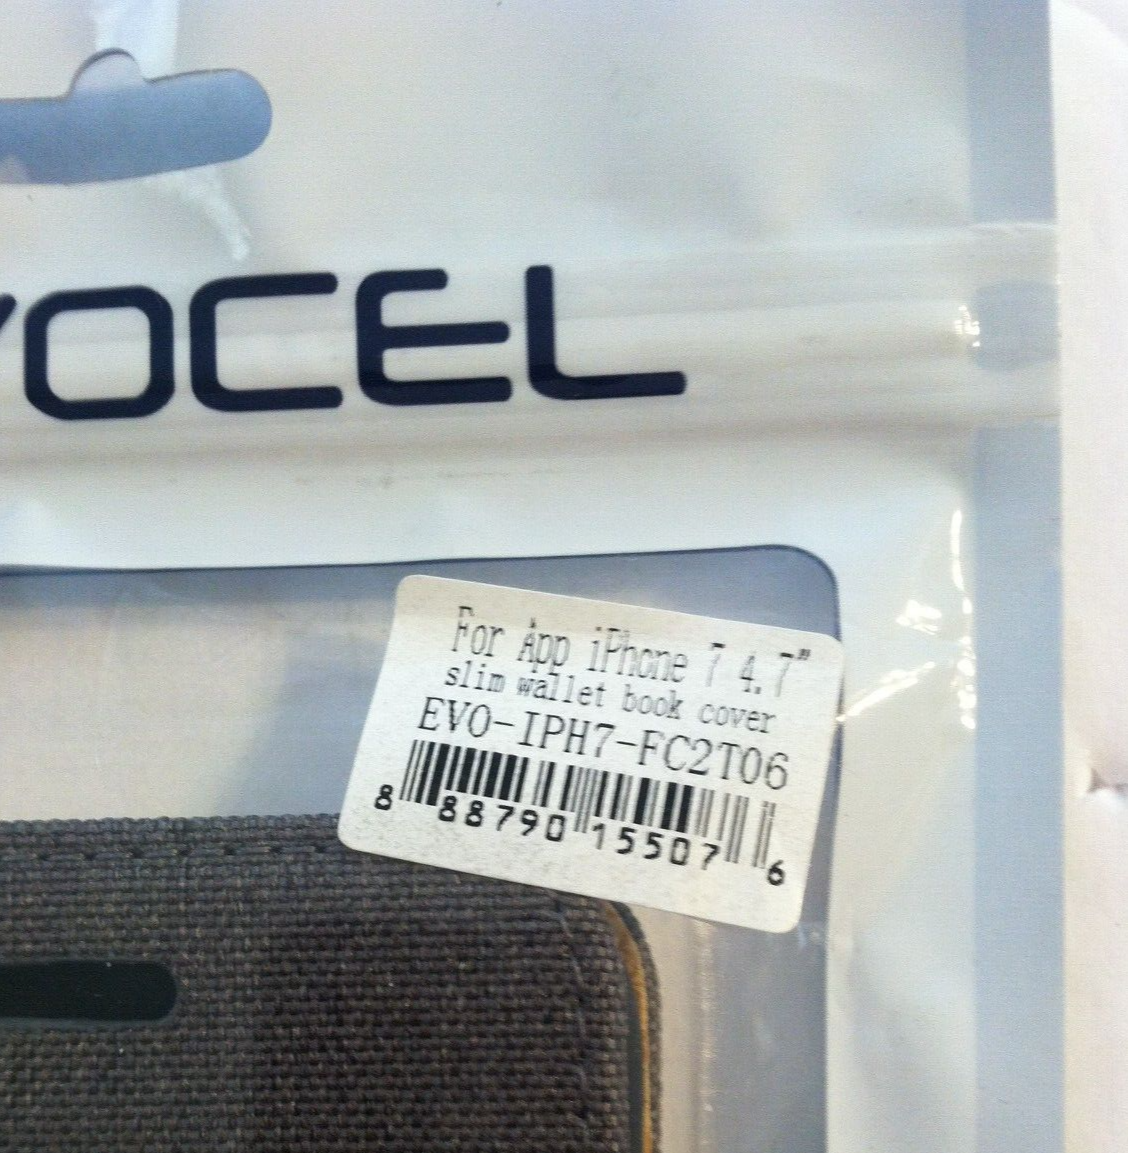 VOCEL
For App iPhone 7 4.7"
slim wallet book cover
EVO-IPH7-FC2T06
8 88790 15507 6